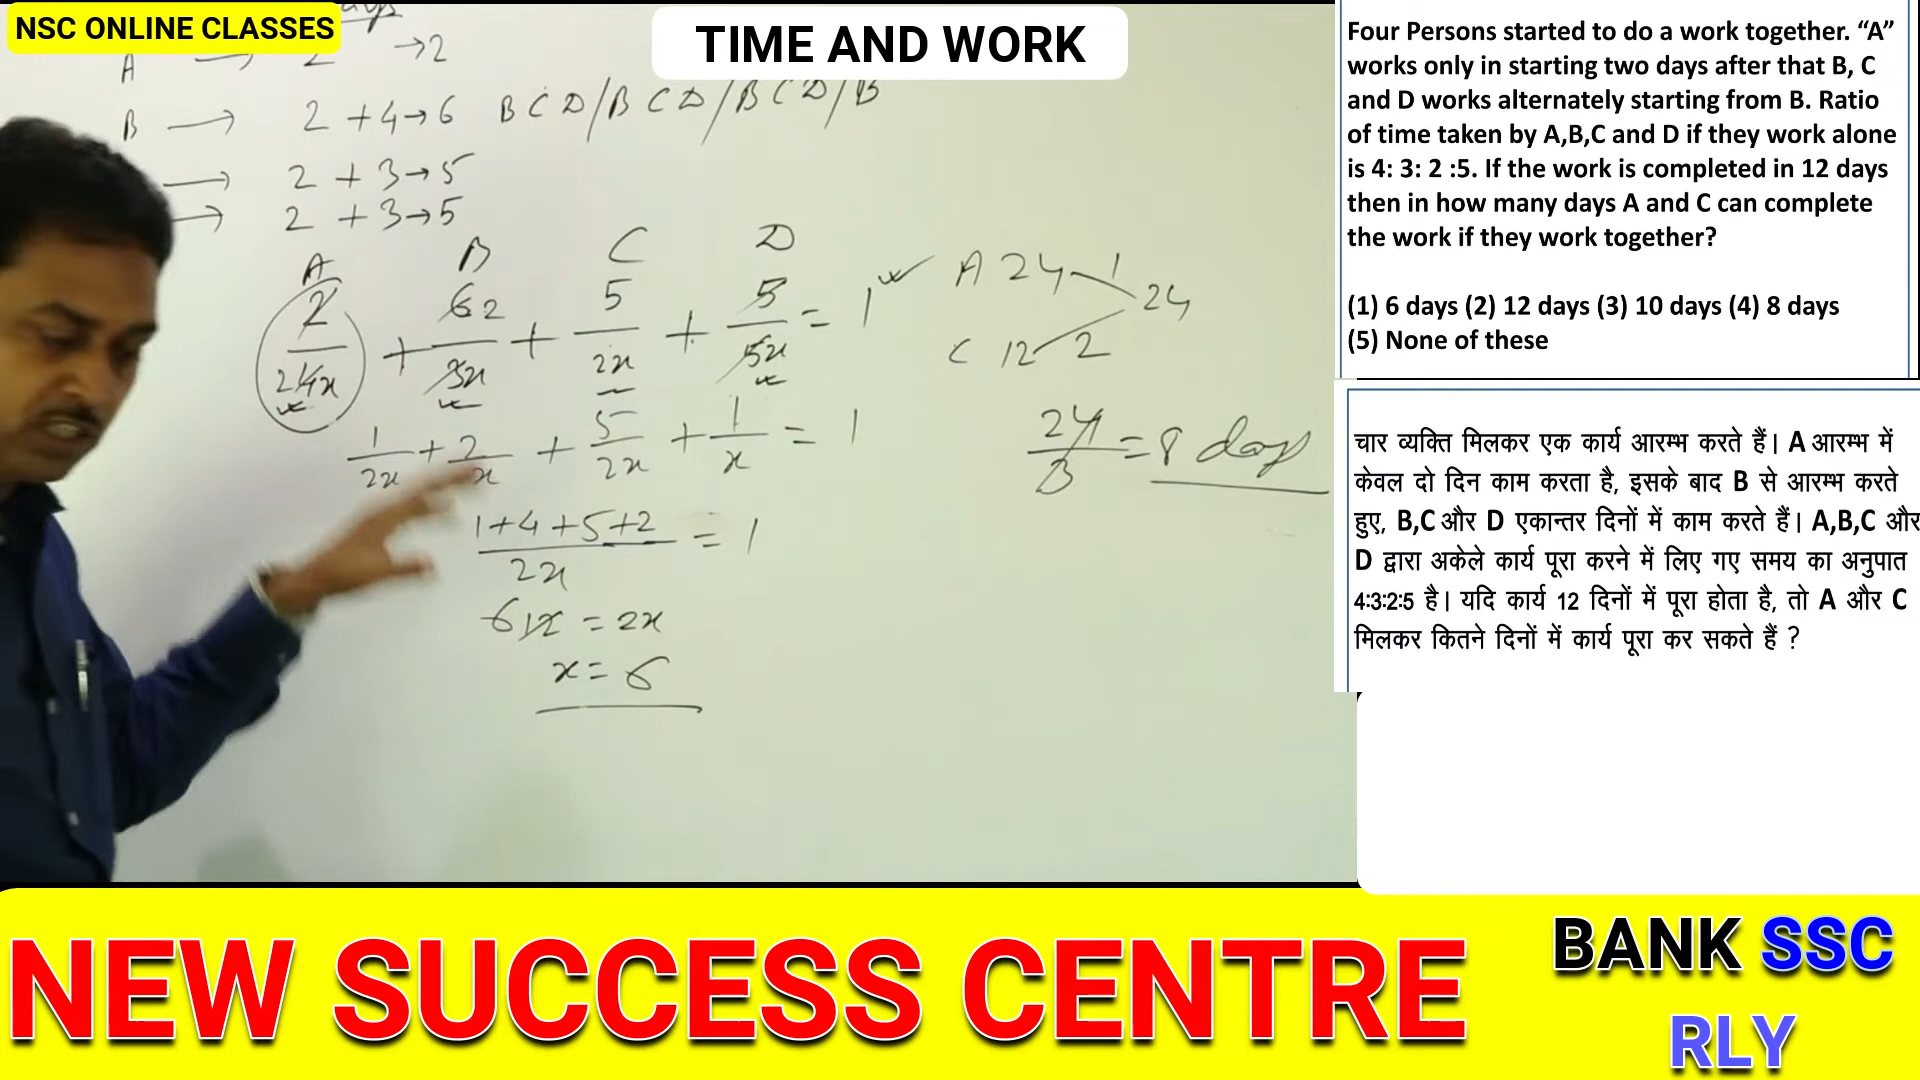 NSC ONLINE CLASSES
TIME AND WORK
A → 2 →2
B → 2 + 4→6 B C D/B C D/B C D/B
→ 2 + 3→5
→ 2 + 3→5
A B C D
2/24x + 62/3x + 5/2x + 5/5x = 1
1/2x + 2/x + 5/2x + 1/x = 1
1+4+5+2/2x = 1
612 = 2x
x = 6
A 24 1
24
C 12 2
24/3 = 8 days
Four Persons started to do a work together. “A”
works only in starting two days after that B, C
and D works alternately starting from B. Ratio
of time taken by A,B,C and D if they work alone
is 4: 3: 2 :5. If the work is completed in 12 days
then in how many days A and C can complete
the work if they work together?
(1) 6 days (2) 12 days (3) 10 days (4) 8 days
(5) None of these
चार व्यक्ति मिलकर एक कार्य आरम्भ करते हैं। A आरम्भ में
केवल दो दिन काम करता है, इसके बाद B से आरम्भ करते
हुए, B,C और D एकान्तर दिनों में काम करते हैं। A,B,C और
D द्वारा अकेले कार्य पूरा करने में लिए गए समय का अनुपात
4:3:2:5 है। यदि कार्य 12 दिनों में पूरा होता है, तो A और C
मिलकर कितने दिनों में कार्य पूरा कर सकते हैं ?
NEW SUCCESS CENTRE
BANK SSC
RLY